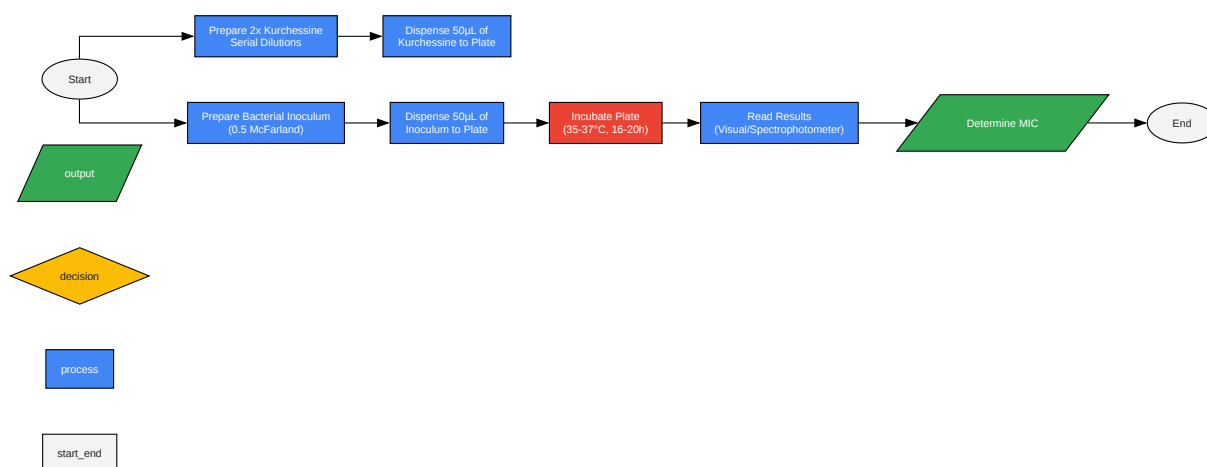 Prepare 2x Kurchessine
Serial Dilutions
Dispense 50µL of
Kurchessine to Plate
Start
Prepare Bacterial Inoculum
(0.5 McFarland)
Dispense 50µL of
Inoculum to Plate
Incubate Plate
(35-37°C, 16-20h)
Read Results
(Visual/Spectrophotometer)
Determine MIC
End
output
decision
process
start_end